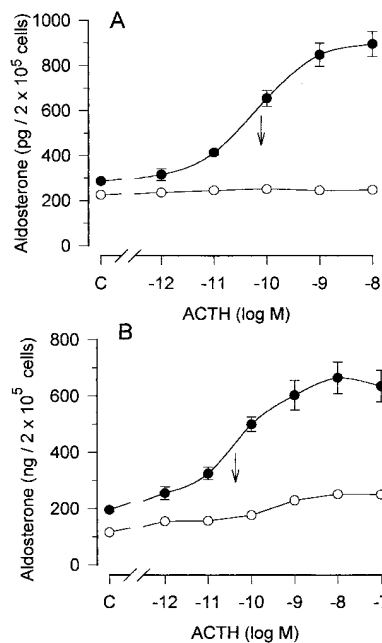 A
Aldosterone (pg / 2 x 10⁵ cells)
1000
800
600
400
200
0
C -12 -11 -10 -9 -8
ACTH (log M)
B
Aldosterone (ng / 2 x 10⁵ cells)
800
600
400
200
0
C -12 -11 -10 -9 -8 -7
ACTH (log M)